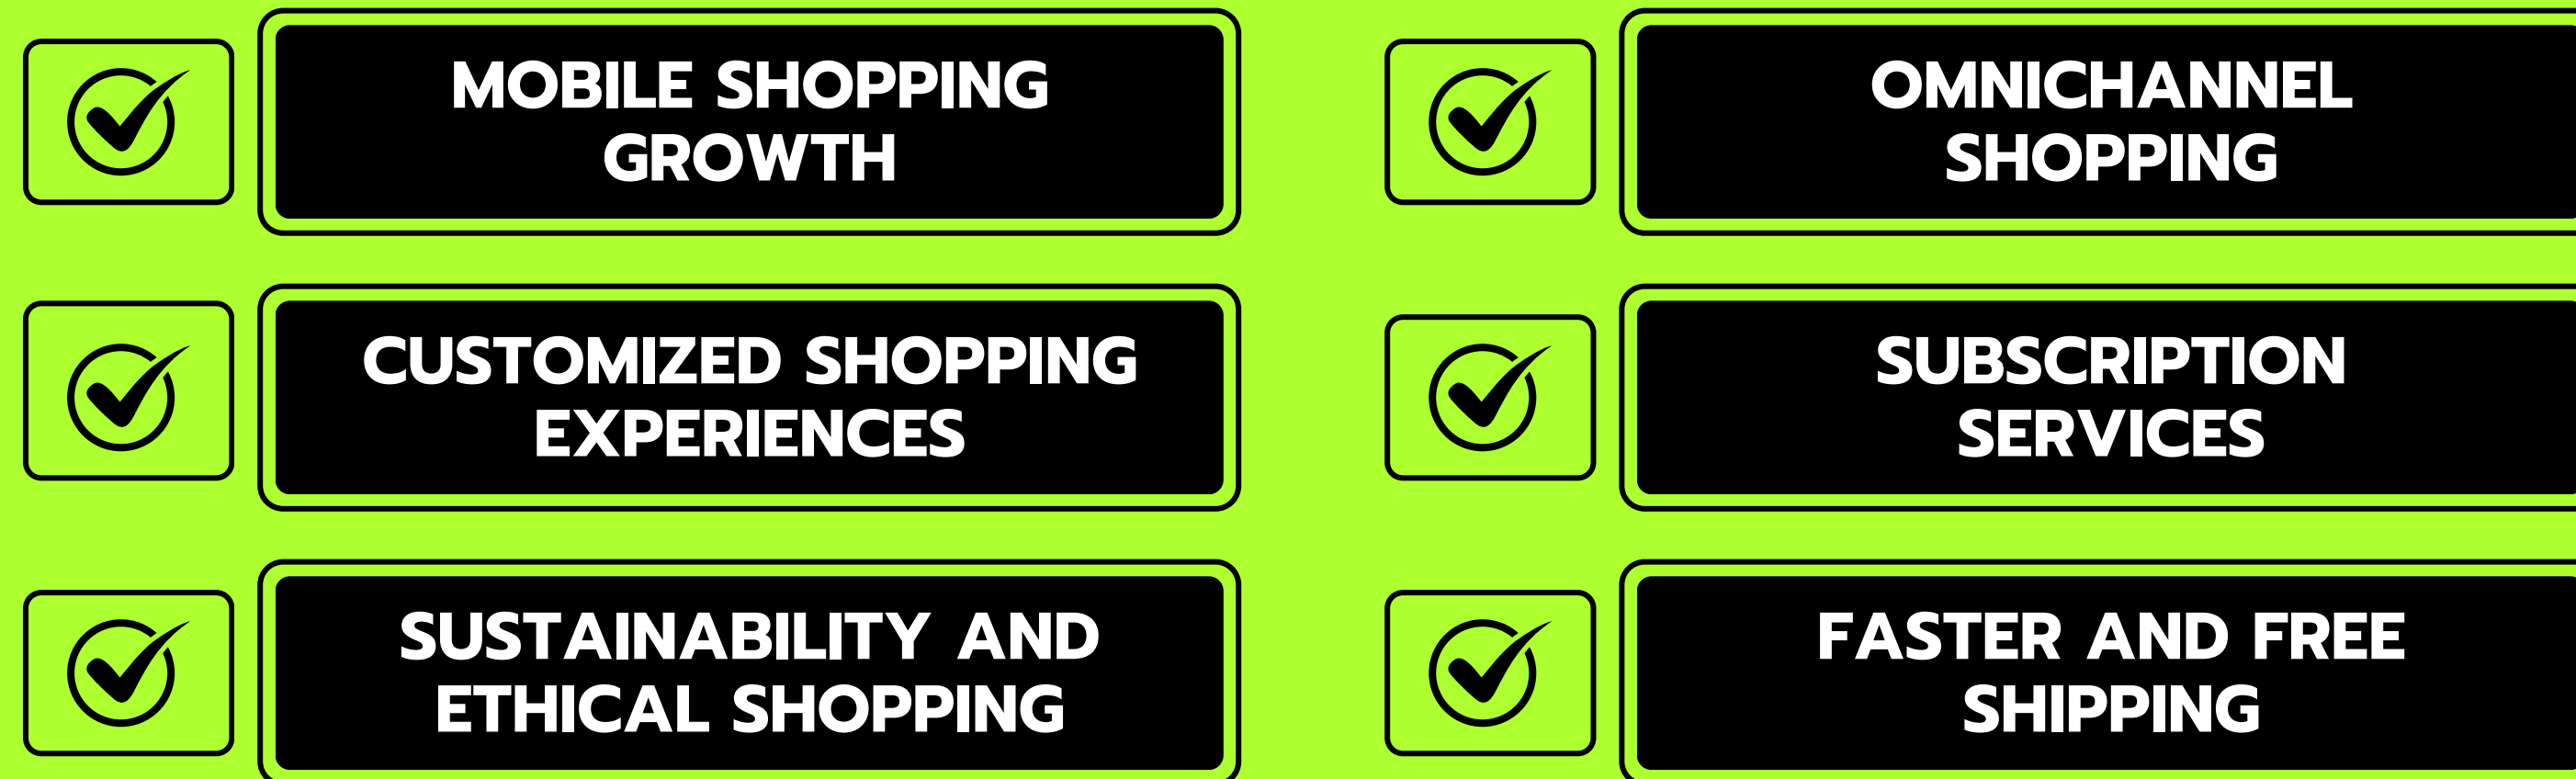 MOBILE SHOPPING
GROWTH
OMNICHANNEL
SHOPPING
CUSTOMIZED SHOPPING
EXPERIENCES
SUBSCRIPTION
SERVICES
SUSTAINABILITY AND
ETHICAL SHOPPING
FASTER AND FREE
SHIPPING